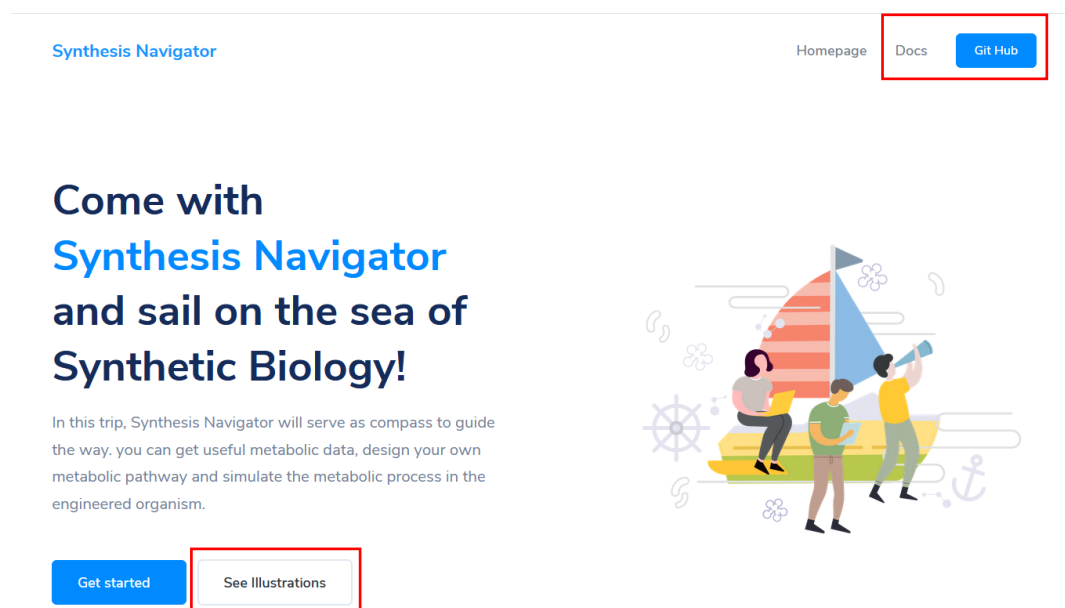 Synthesis Navigator
Homepage
Docs
Git Hub
Come with
Synthesis Navigator
and sail on the sea of
Synthetic Biology!
In this trip, Synthesis Navigator will serve as compass to guide
the way. you can get useful metabolic data, design your own
metabolic pathway and simulate the metabolic process in the
engineered organism.
Get started
See Illustrations